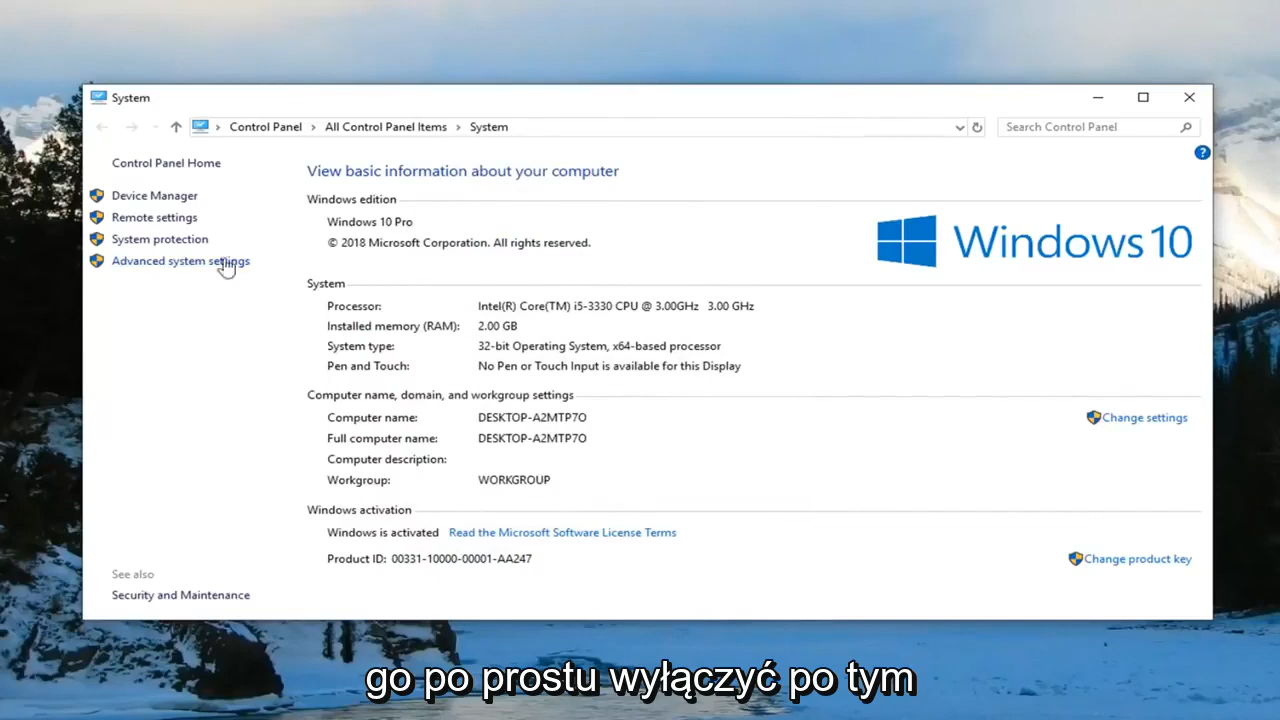 System
Control Panel > All Control Panel Items > System
Search Control Panel
?
Control Panel Home
Device Manager
Remote settings
System protection
Advanced system settings
View basic information about your computer
Windows edition
Windows 10 Pro
© 2018 Microsoft Corporation. All rights reserved.
Windows 10
System
Processor: Intel(R) Core(TM) i5-3330 CPU @ 3.00GHz 3.00 GHz
Installed memory (RAM): 2.00 GB
System type: 32-bit Operating System, x64-based processor
Pen and Touch: No Pen or Touch Input is available for this Display
Computer name, domain, and workgroup settings
Computer name: DESKTOP-A2MTP7O
Change settings
Full computer name: DESKTOP-A2MTP7O
Computer description:
Workgroup: WORKGROUP
Windows activation
Windows is activated Read the Microsoft Software License Terms
Product ID: 00331-10000-00001-AA247
Change product key
See also
Security and Maintenance
go po prostu wyłączyć po tym